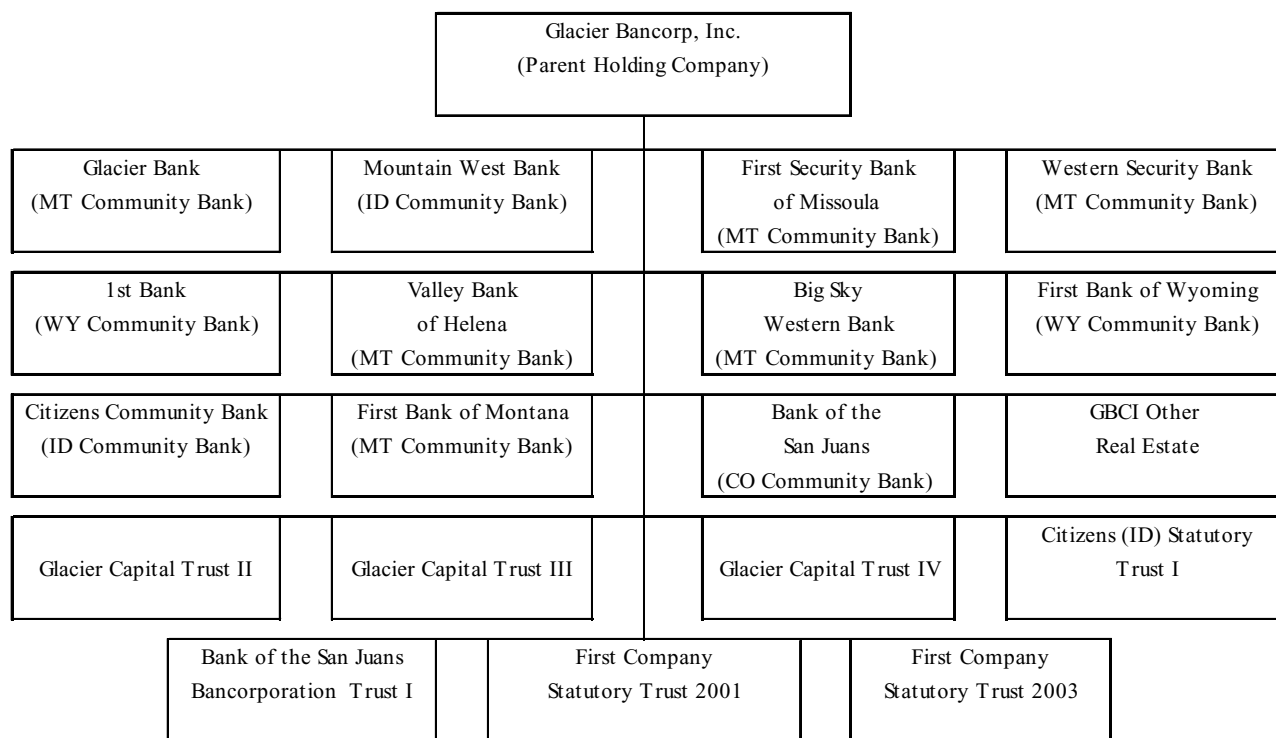 Glacier Bancorp, Inc.
(Parent Holding Company)
Glacier Bank
(MT Community Bank)
Mountain West Bank
(ID Community Bank)
First Security Bank
of Missoula
(MT Community Bank)
Western Security Bank
(MT Community Bank)
1st Bank
(WY Community Bank)
Valley Bank
of Helena
(MT Community Bank)
Big Sky
Western Bank
(MT Community Bank)
First Bank of Wyoming
(WY Community Bank)
Citizens Community Bank
(ID Community Bank)
First Bank of Montana
(MT Community Bank)
Bank of the
San Juans
(CO Community Bank)
GBCI Other
Real Estate
Glacier Capital Trust II
Glacier Capital Trust III
Glacier Capital Trust IV
Citizens (ID) Statutory
Trust I
Bank of the San Juans
Bancorporation Trust I
First Company
Statutory Trust 2001
First Company
Statutory Trust 2003